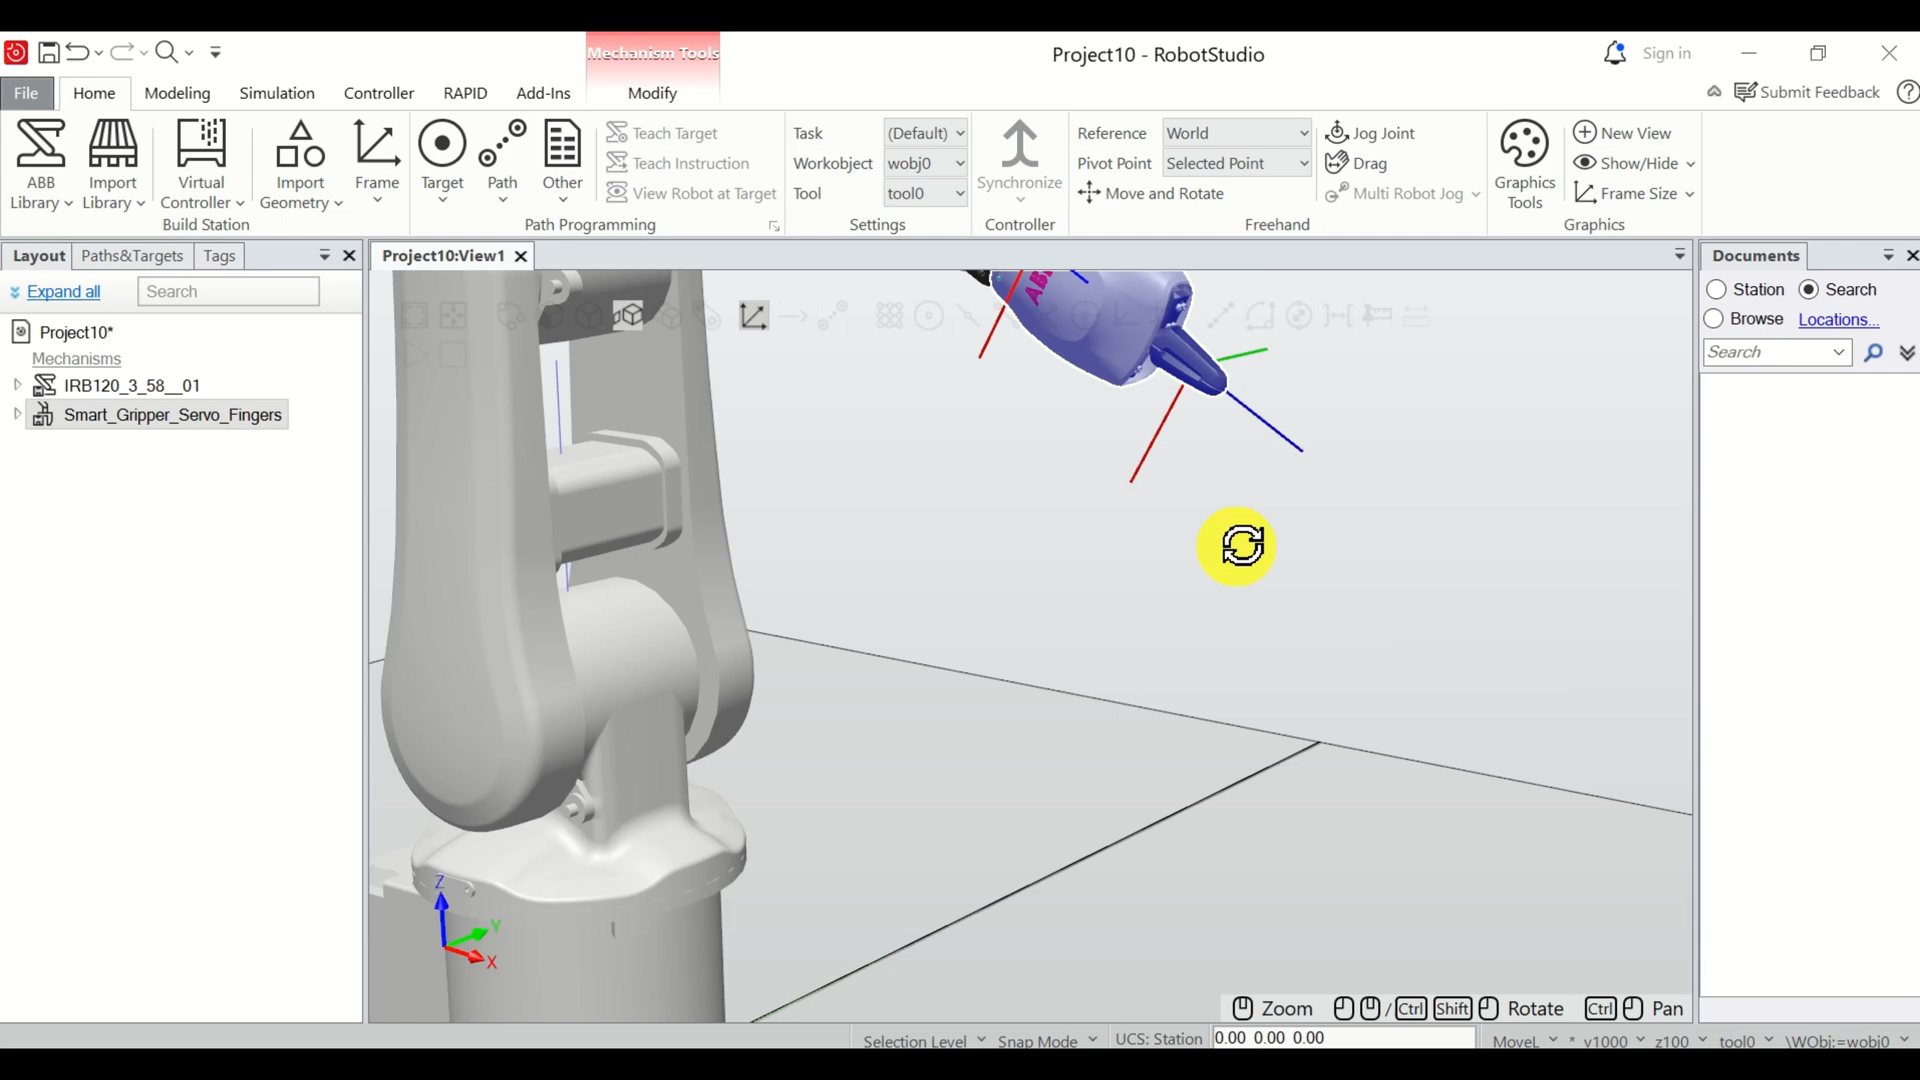 Mechanism Tools
Project10 - RobotStudio
Sign in
File Home Modeling Simulation Controller RAPID Add-Ins Modify
Submit Feedback
ABB Library
Import Library
Virtual Controller
Import Geometry
Frame
Build Station
Target
Path
Other
Teach Target
Teach Instruction
View Robot at Target
Path Programming
Task (Default)
Workobject wobj0
Tool tool0
Settings
Synchronize
Controller
Reference World
Pivot Point Selected Point
Move and Rotate
Jog Joint
Drag
Multi Robot Jog
Freehand
Graphics Tools
New View
Show/Hide
Frame Size
Graphics
Layout Paths&Targets Tags
Project10:View1
Documents
Expand all
Search
Project10*
Mechanisms
IRB120_3_58__01
Smart_Gripper_Servo_Fingers
Station Search
Browse Locations...
Search
ABB
Z
Y
X
Zoom / Ctrl Shift Rotate Ctrl Pan
Selection Level Snap Mode UCS: Station 0.00 0.00 0.00 MoveL * v1000 z100 tool0 \WObj:=wobj0